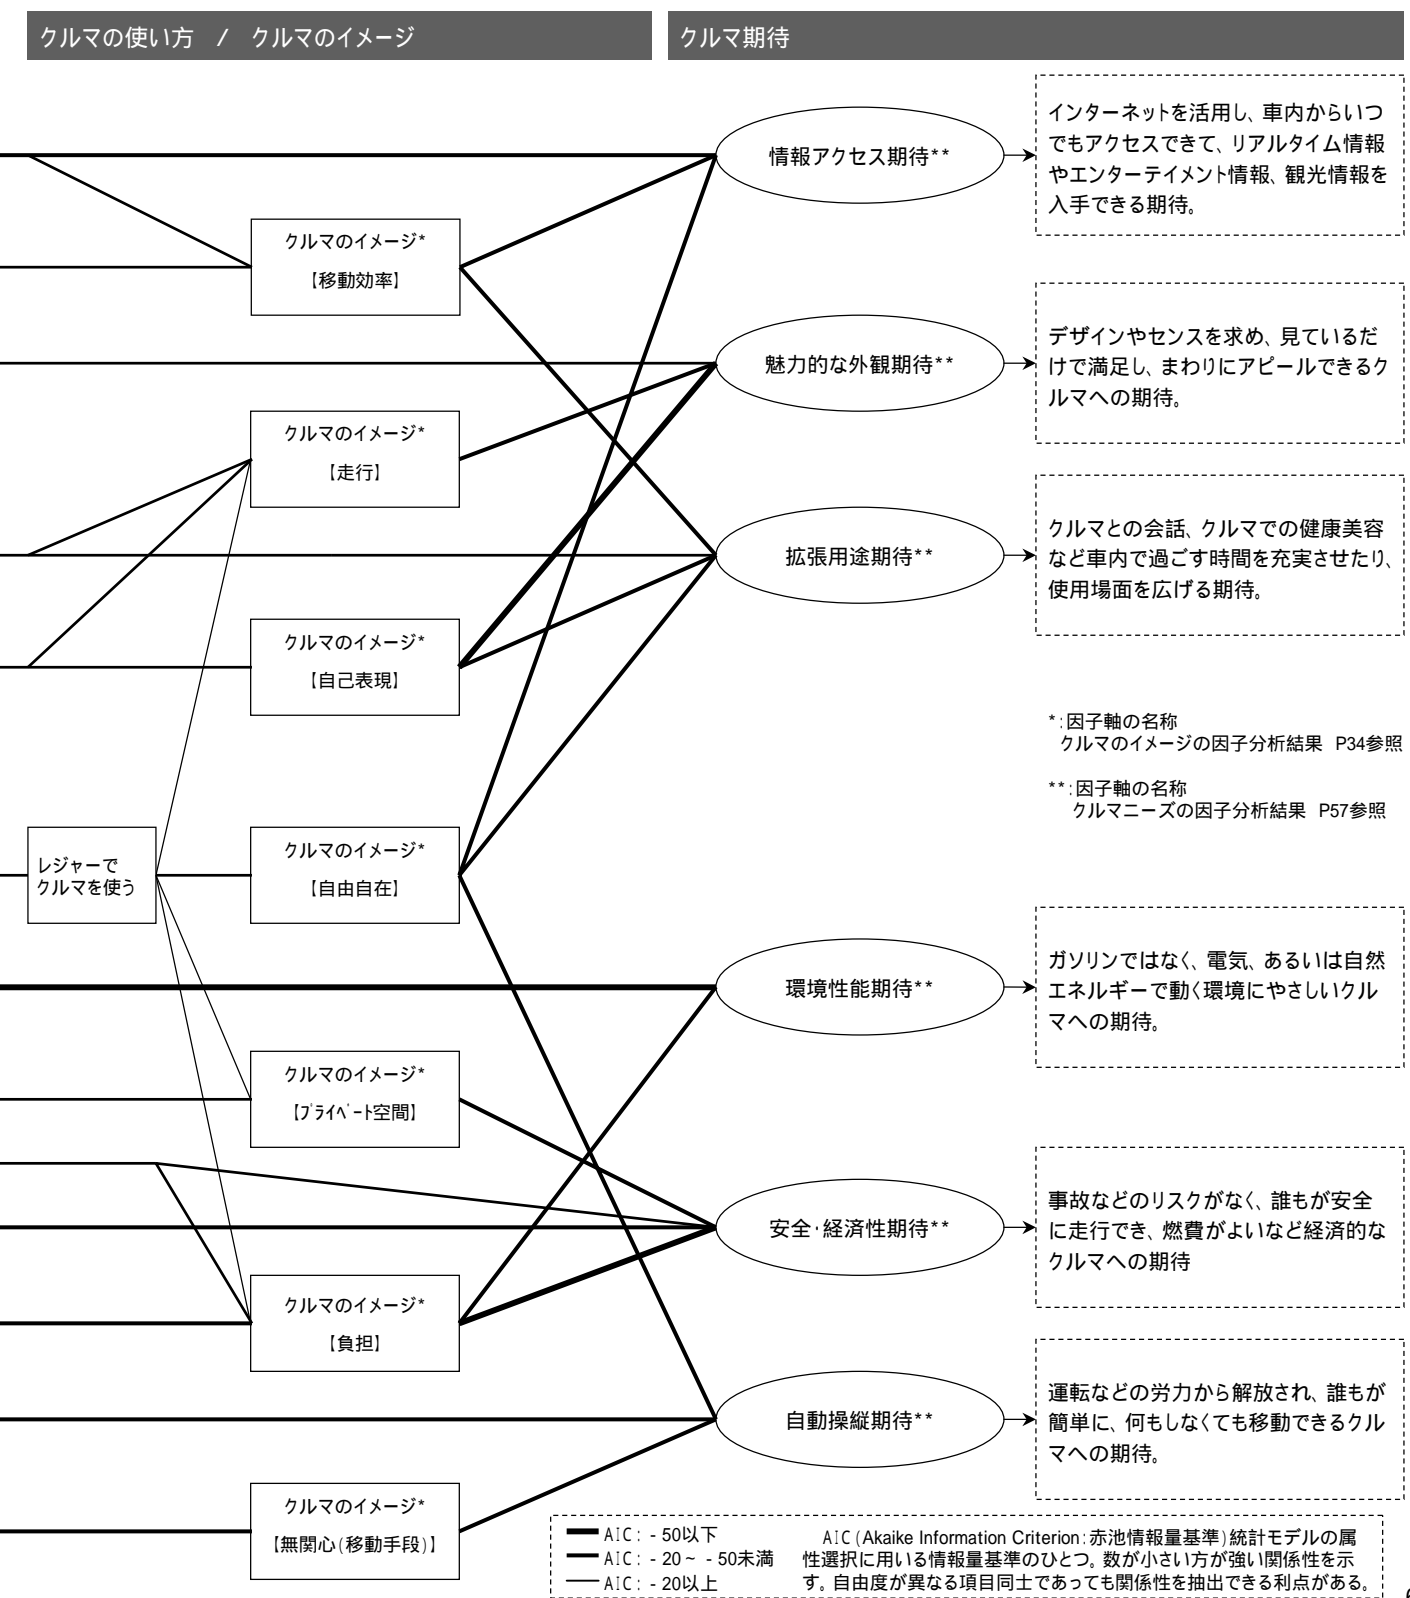 クルマの使い方 / クルマのイメージ
クルマ期待
情報アクセス期待**
インターネットを活用し、車内からいつ
でもアクセスできて、リアルタイム情報
やエンターテイメント情報、観光情報を
入手できる期待。
クルマのイメージ*
【移動効率】
魅力的な外観期待**
デザインやセンスを求め、見ているだ
けで満足し、まわりにアピールできるク
ルマへの期待。
クルマのイメージ*
【走行】
拡張用途期待**
クルマとの会話、クルマでの健康美容
など車内で過ごす時間を充実させたり、
使用場面を広げる期待。
クルマのイメージ*
【自己表現】
*:因子軸の名称
クルマのイメージの因子分析結果 P34参照
**:因子軸の名称
クルマニーズの因子分析結果 P57参照
レジャーで
クルマを使う
クルマのイメージ*
【自由自在】
環境性能期待**
ガソリンではなく、電気、あるいは自然
エネルギーで動く環境にやさしいクル
マへの期待。
クルマのイメージ*
【プライベート空間】
安全・経済性期待**
事故などのリスクがなく、誰もが安全
に走行でき、燃費がよいなど経済的な
クルマへの期待
クルマのイメージ*
【負担】
自動操縦期待**
運転などの労力から解放され、誰もが
簡単に、何もしなくても移動できるクル
マへの期待。
クルマのイメージ*
【無関心(移動手段)】
AIC: -50以下
AIC: -20~ -50未満
AIC: -20以上
AIC(Akaike Information Criterion:赤池情報量基準)統計モデルの属
性選択に用いる情報量基準のひとつ。数が小さい方が強い関係性を示
す。自由度が異なる項目同士であっても関係性を抽出できる利点がある。